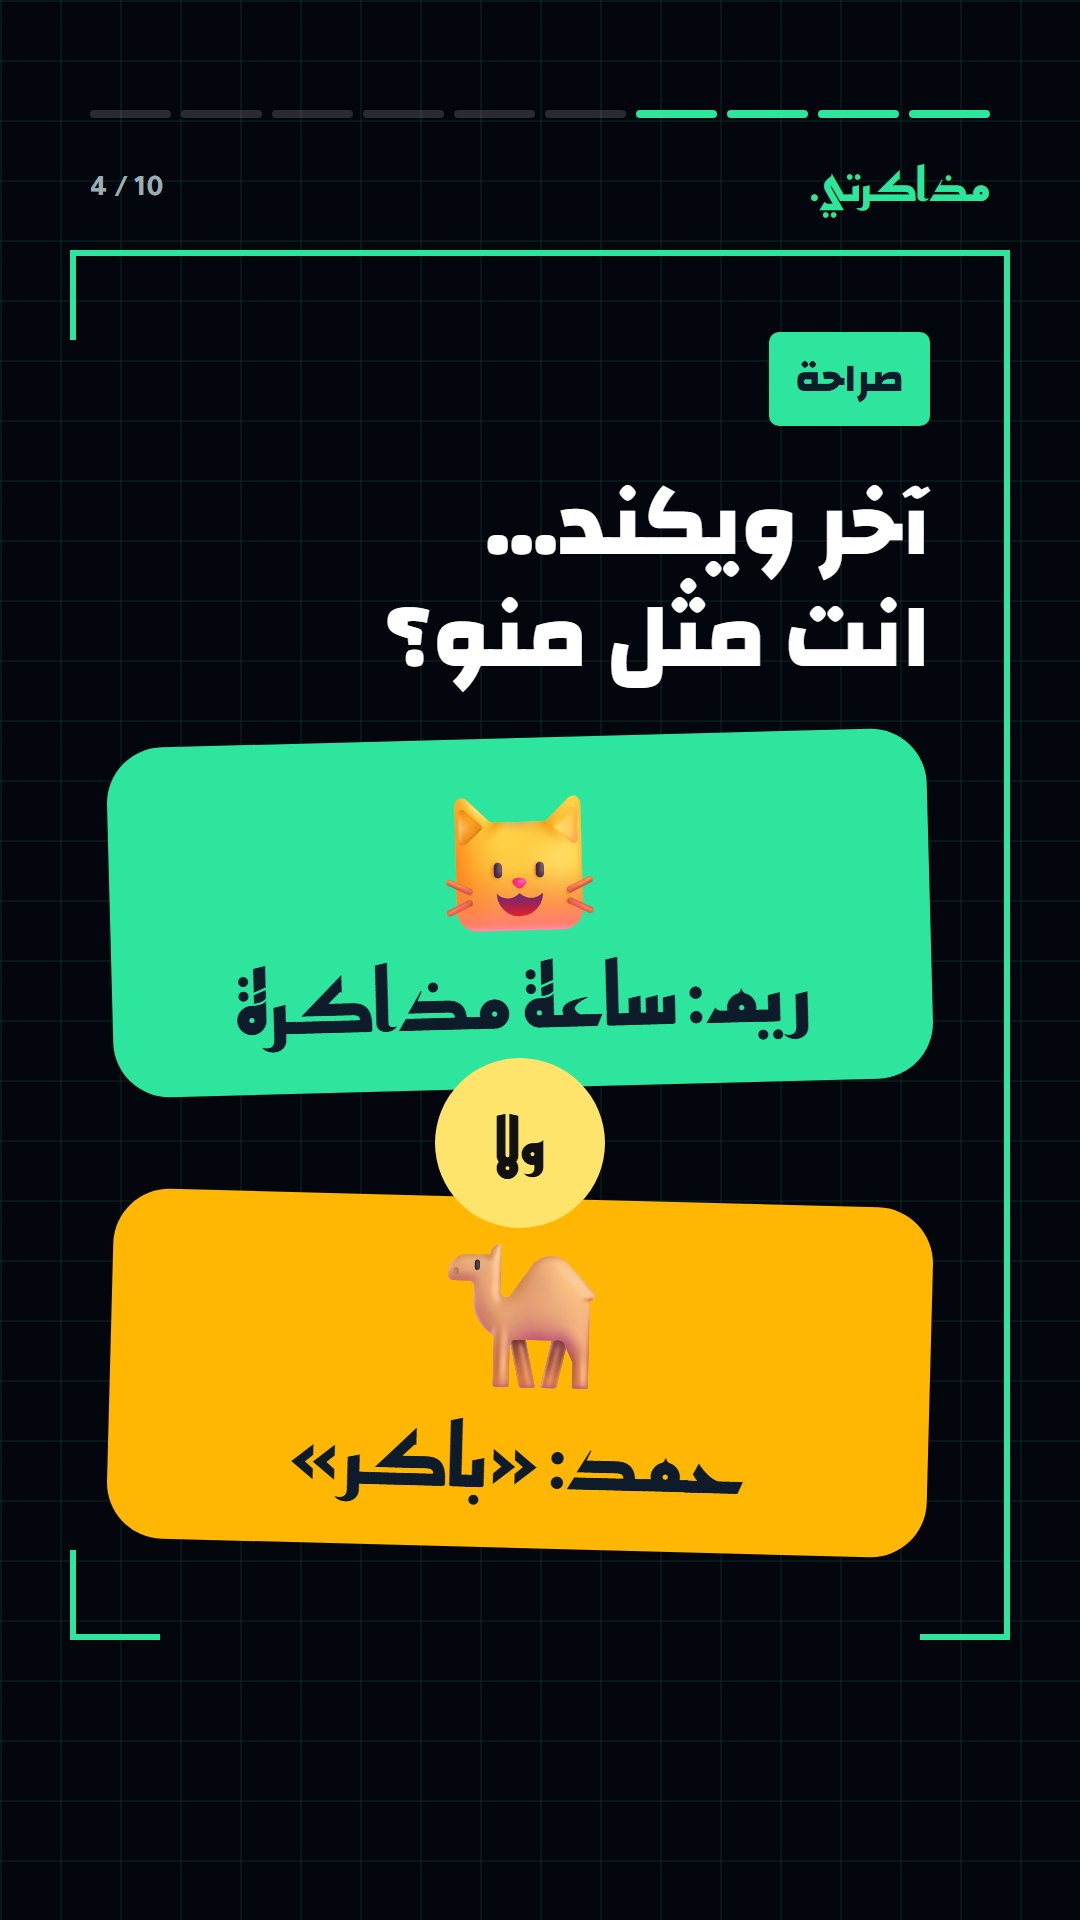 مذاكرتي.
4 / 10
صراحة
آخر ويكند...
انت مثل منو؟
ريم: ساعة مذاكرة
ولا
حمد: «باكر»